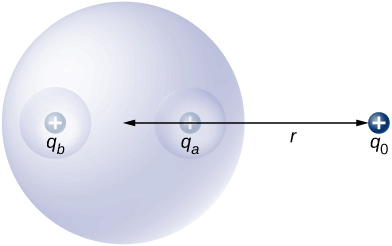 + + +
q_b q_a r q_0